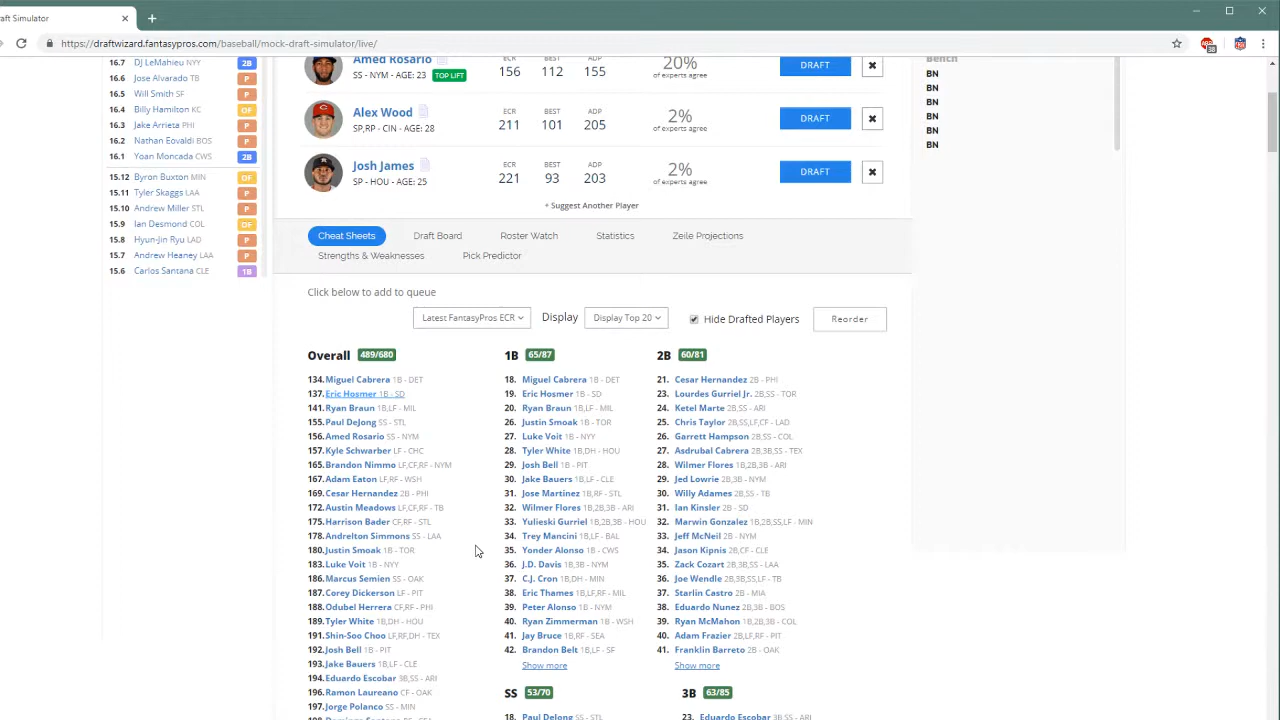 raft Simulator
https://draftwizard.fantasypros.com/baseball/mock-draft-simulator/live/
38
16.7 DJ LeMahieu NYY 2B
16.6 Jose Alvarado TB P
16.5 Will Smith SF P
16.4 Billy Hamilton KC OF
16.3 Jake Arrieta PHI P
16.2 Nathan Eovaldi BOS P
16.1 Yoan Moncada CWS 2B
15.12 Byron Buxton MIN OF
15.11 Tyler Skaggs LAA P
15.10 Andrew Miller STL P
15.9 Ian Desmond COL OF
15.8 Hyun-Jin Ryu LAD P
15.7 Andrew Heaney LAA P
15.6 Carlos Santana CLE 1B
Amed Rosario
SS - NYM - AGE: 23 TOP LIFT
ECR BEST ADP
156 112 155
20%
of experts agree
DRAFT
Alex Wood
SP,RP - CIN - AGE: 28
ECR BEST ADP
211 101 205
2%
of experts agree
DRAFT
Josh James
SP - HOU - AGE: 25
ECR BEST ADP
221 93 203
2%
of experts agree
DRAFT
+ Suggest Another Player
Bench
BN
BN
BN
BN
BN
BN
Cheat Sheets Draft Board Roster Watch Statistics Zeile Projections
Strengths & Weaknesses Pick Predictor
Click below to add to queue
Latest FantasyPros ECR Display Display Top 20 Hide Drafted Players Reorder
Overall 489/680
134. Miguel Cabrera 1B - DET
137. Eric Hosmer 1B - SD
141. Ryan Braun 1B,LF - MIL
155. Paul DeJong SS - STL
156. Amed Rosario SS - NYM
157. Kyle Schwarber LF - CHC
165. Brandon Nimmo LF,CF,RF - NYM
167. Adam Eaton LF,RF - WSH
169. Cesar Hernandez 2B - PHI
172. Austin Meadows LF,CF,RF - TB
175. Harrison Bader CF,RF - STL
178. Andrelton Simmons SS - LAA
180. Justin Smoak 1B - TOR
183. Luke Voit 1B - NYY
186. Marcus Semien SS - OAK
187. Corey Dickerson LF - PIT
188. Odubel Herrera CF,RF - PHI
189. Tyler White 1B,DH - HOU
191. Shin-Soo Choo LF,RF,DH - TEX
192. Josh Bell 1B - PIT
193. Jake Bauers 1B,LF - CLE
194. Eduardo Escobar 3B,SS - ARI
196. Ramon Laureano CF - OAK
197. Jorge Polanco SS - MIN
1B 65/87
18. Miguel Cabrera 1B - DET
19. Eric Hosmer 1B - SD
20. Ryan Braun 1B,LF - MIL
26. Justin Smoak 1B - TOR
27. Luke Voit 1B - NYY
28. Tyler White 1B,DH - HOU
29. Josh Bell 1B - PIT
30. Jake Bauers 1B,LF - CLE
31. Jose Martinez 1B,RF - STL
32. Wilmer Flores 1B,2B,3B - ARI
33. Yulieski Gurriel 1B,2B,3B - HOU
34. Trey Mancini 1B,LF - BAL
35. Yonder Alonso 1B - CWS
36. J.D. Davis 1B,3B - NYM
37. C.J. Cron 1B,DH - MIN
38. Eric Thames 1B,LF,RF - MIL
39. Peter Alonso 1B - NYM
40. Ryan Zimmerman 1B - WSH
41. Jay Bruce 1B,RF - SEA
42. Brandon Belt 1B,LF - SF
Show more
2B 60/81
21. Cesar Hernandez 2B - PHI
23. Lourdes Gurriel Jr. 2B,SS - TOR
24. Ketel Marte 2B,SS - ARI
25. Chris Taylor 2B,SS,LF,CF - LAD
26. Garrett Hampson 2B,SS - COL
27. Asdrubal Cabrera 2B,3B,SS - TEX
28. Wilmer Flores 1B,2B,3B - ARI
29. Jed Lowrie 2B,3B - NYM
30. Willy Adames 2B,SS - TB
31. Ian Kinsler 2B - SD
32. Marwin Gonzalez 1B,2B,SS,LF - MIN
33. Jeff McNeil 2B - NYM
34. Jason Kipnis 2B,CF - CLE
35. Zack Cozart 2B,3B,SS - LAA
36. Joe Wendle 2B,3B,SS,LF - TB
37. Starlin Castro 2B - MIA
38. Eduardo Nunez 2B,3B - BOS
39. Ryan McMahon 1B,2B,3B - COL
40. Adam Frazier 2B,LF,RF - PIT
41. Franklin Barreto 2B - OAK
Show more
SS 53/70
18. Paul DeJong SS - STL
3B 63/85
23. Eduardo Escobar 3B,SS - ARI